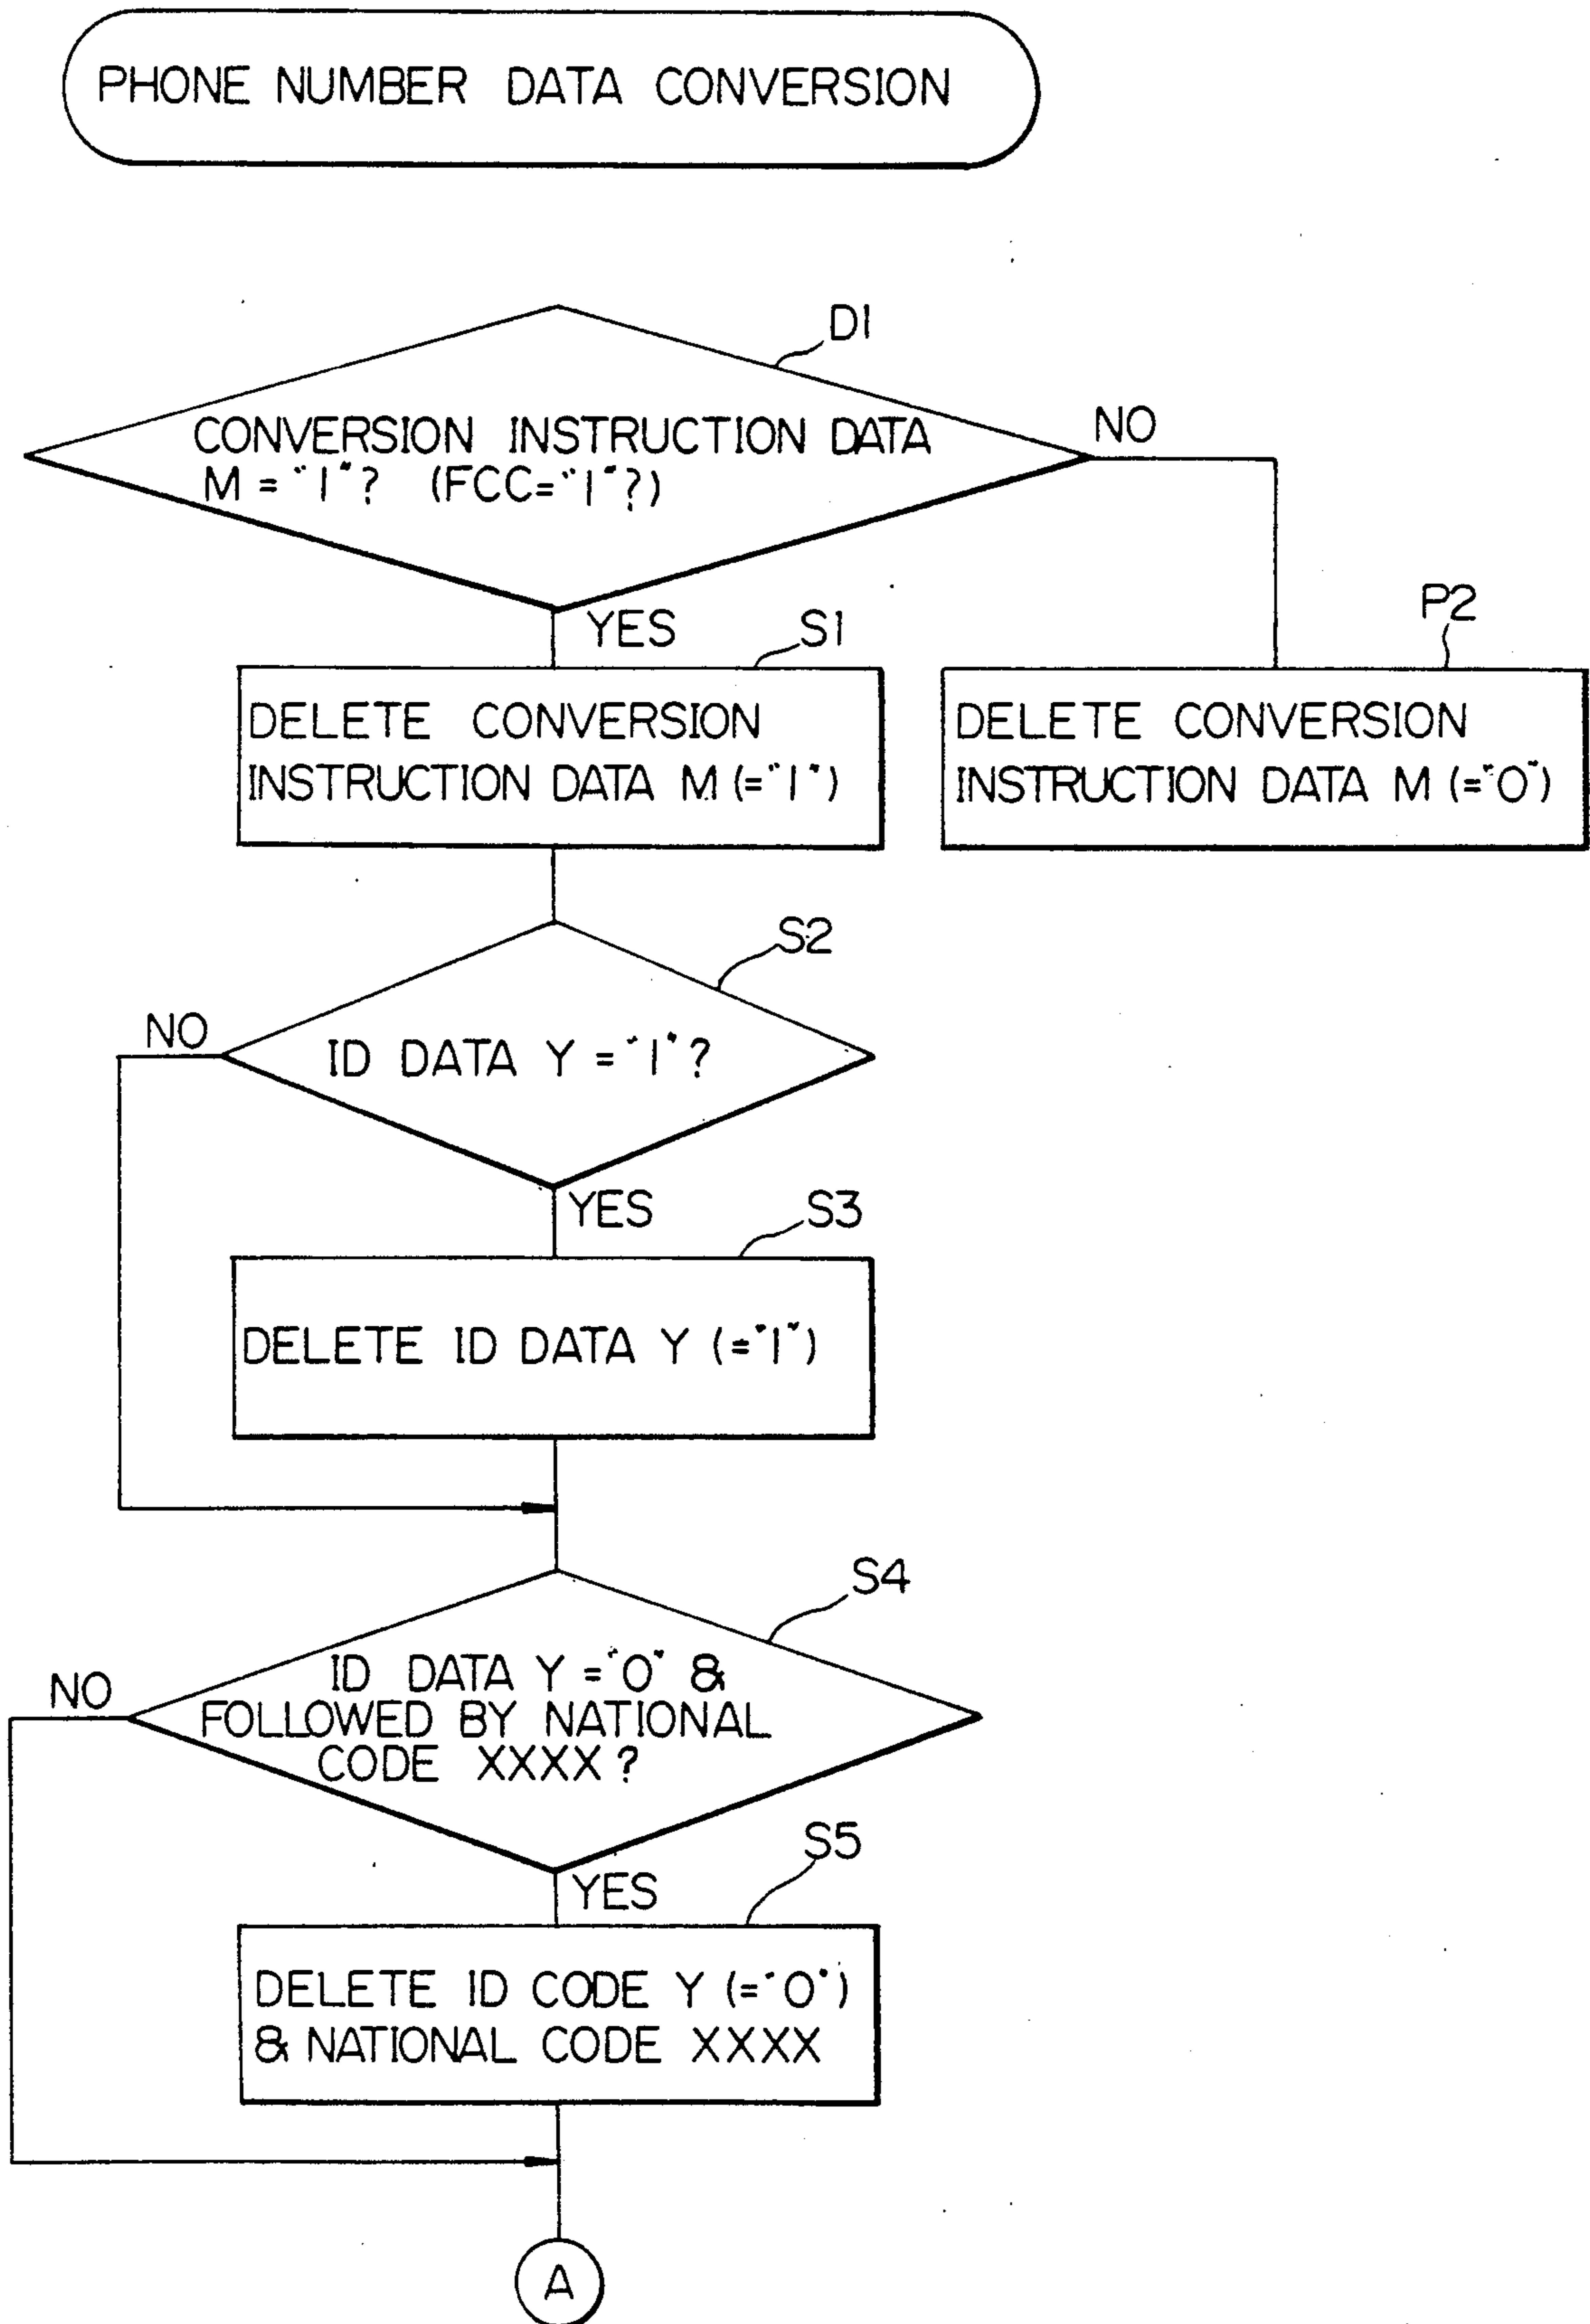 PHONE NUMBER DATA CONVERSION
D1
CONVERSION INSTRUCTION DATA
M = "1"? (FCC="1"?)
NO
YES
S1
P2
DELETE CONVERSION
INSTRUCTION DATA M (="1")
DELETE CONVERSION
INSTRUCTION DATA M (="0")
S2
NO
ID DATA Y = "1"?
YES
S3
DELETE ID DATA Y (="1")
S4
NO
ID DATA Y = "0" &
FOLLOWED BY NATIONAL
CODE XXXX ?
YES
S5
DELETE ID CODE Y (="0")
& NATIONAL CODE XXXX
A